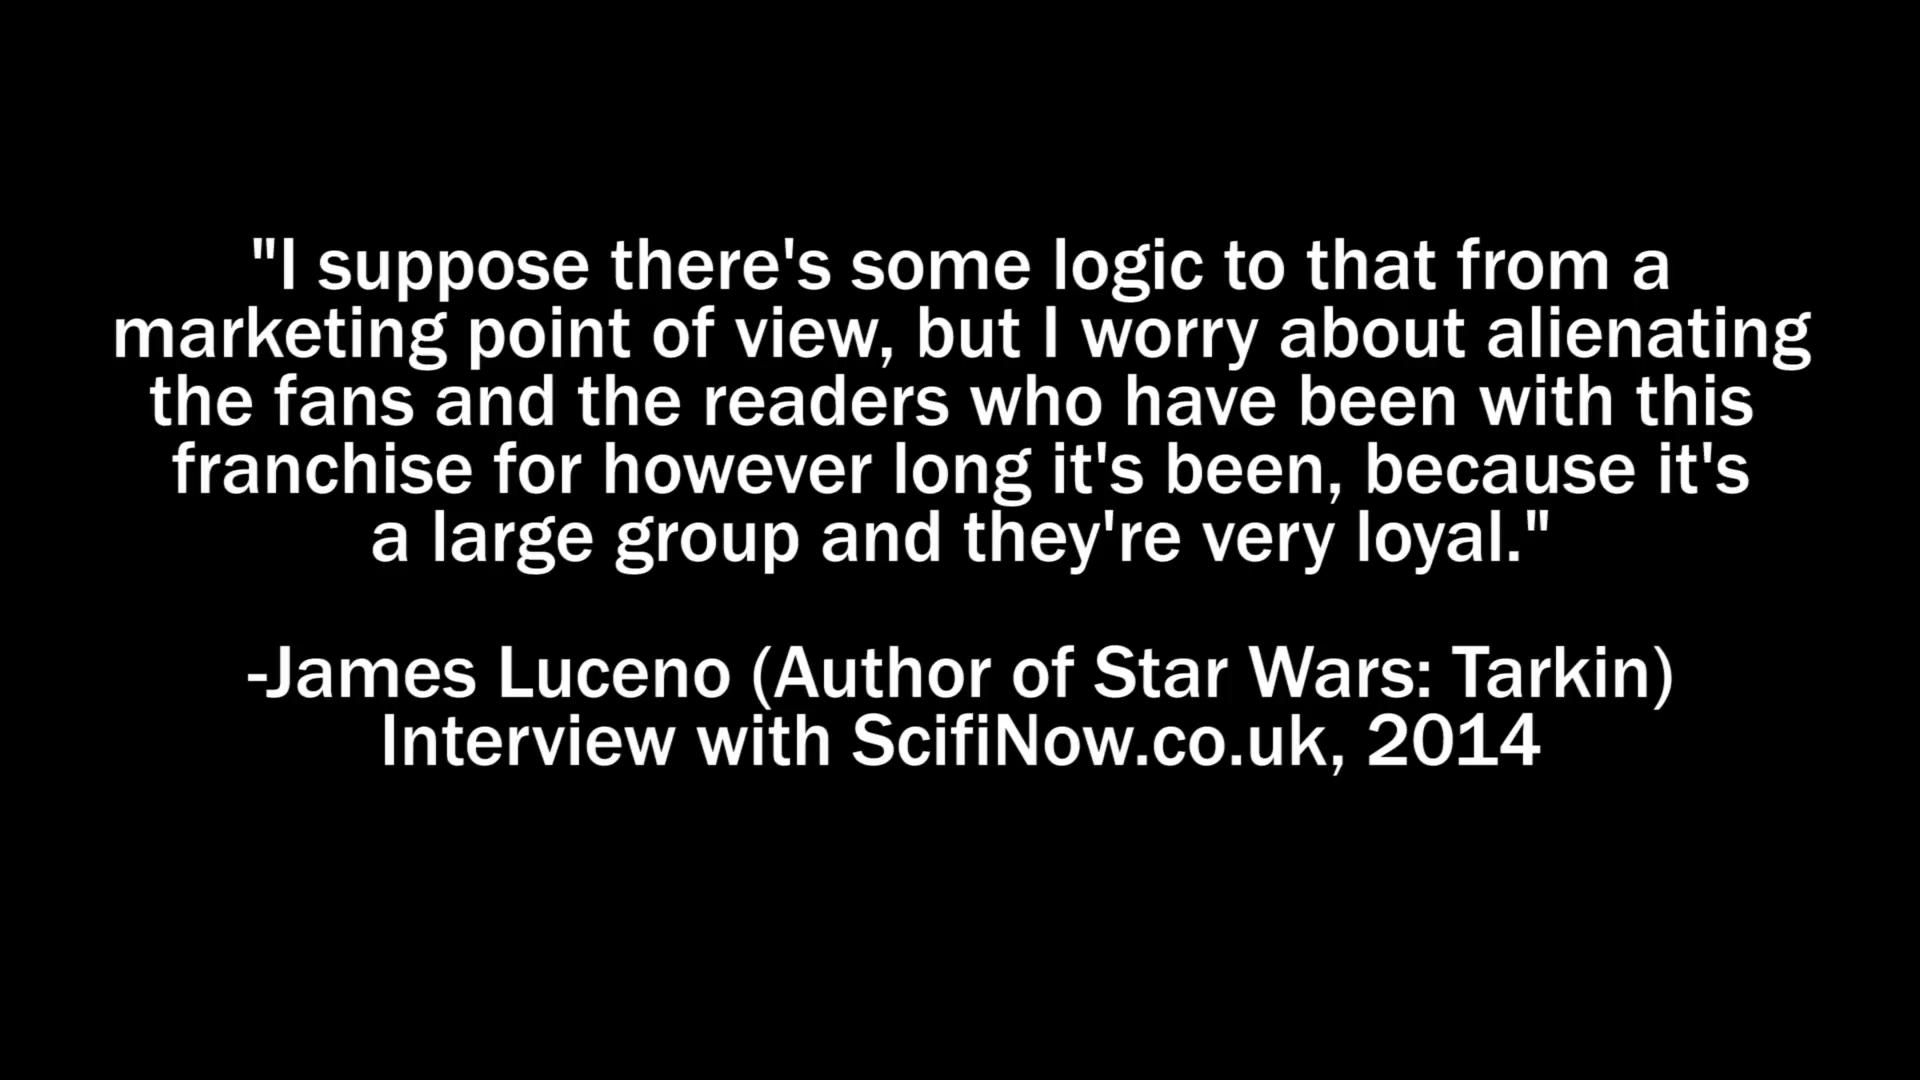 "I suppose there's some logic to that from a
marketing point of view, but I worry about alienating
the fans and the readers who have been with this
franchise for however long it's been, because it's
a large group and they're very loyal."
-James Luceno (Author of Star Wars: Tarkin)
Interview with ScifiNow.co.uk, 2014